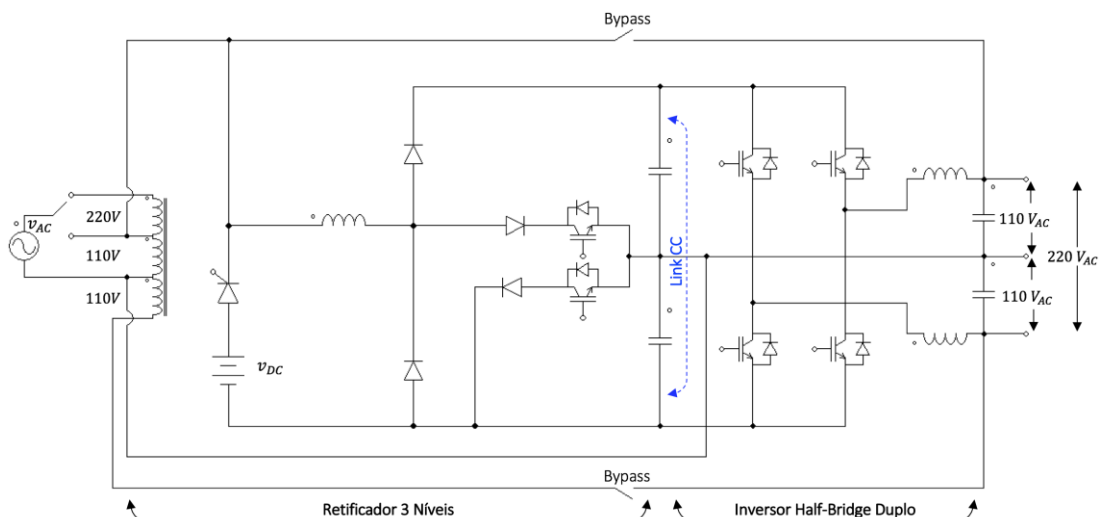 Bypass
v_AC
220V
110V
110V
v_DC
Link CC
110 V_AC
220 V_AC
110 V_AC
Bypass
Retificador 3 Níveis
Inversor Half-Bridge Duplo